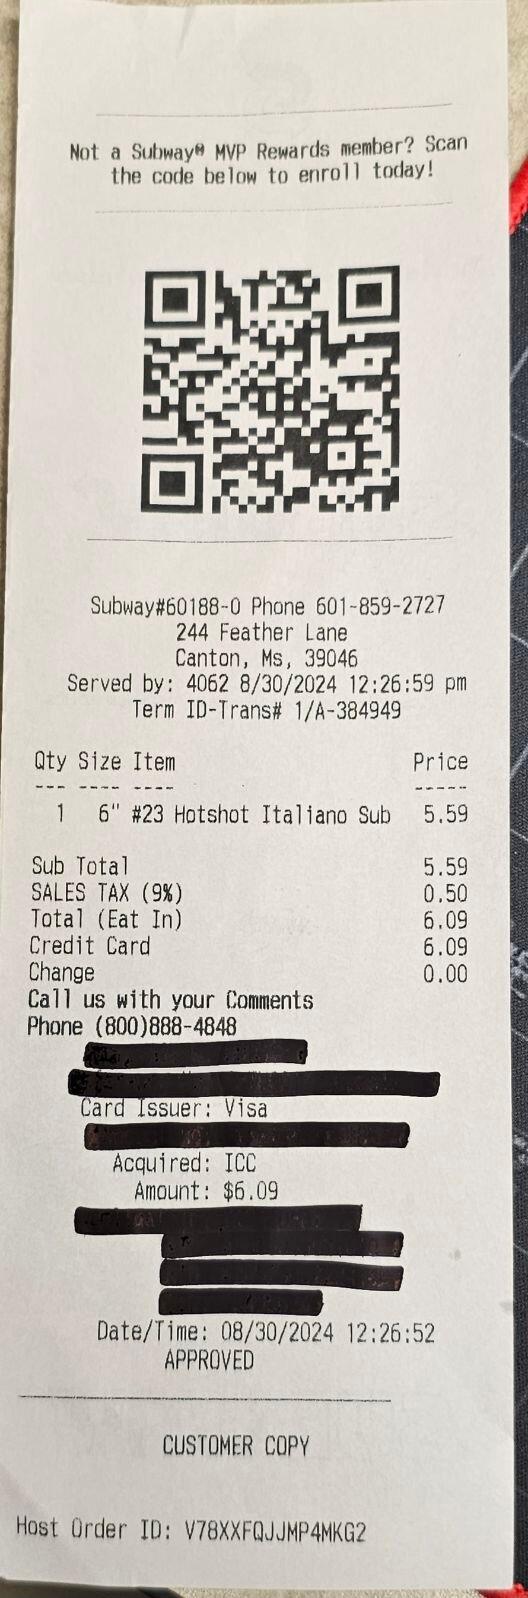 Not a Subway® MVP Rewards member? Scan
the code below to enroll today!
Subway#60188-0 Phone 601-859-2727
244 Feather Lane
Canton, Ms, 39046
Served by: 4062 8/30/2024 12:26:59 pm
Term ID-Trans# 1/A-384949
Qty Size Item Price
--- ---- ---- -----
1 6" #23 Hotshot Italiano Sub 5.59
Sub Total 5.59
SALES TAX (9%) 0.50
Total (Eat In) 6.09
Credit Card 6.09
Change 0.00
Call us with your Comments
Phone (800)888-4848
Card Issuer: Visa
Acquired: ICC
Amount: $6.09
Date/Time: 08/30/2024 12:26:52
APPROVED
CUSTOMER COPY
Host Order ID: V78XXFQJJMP4MKG2